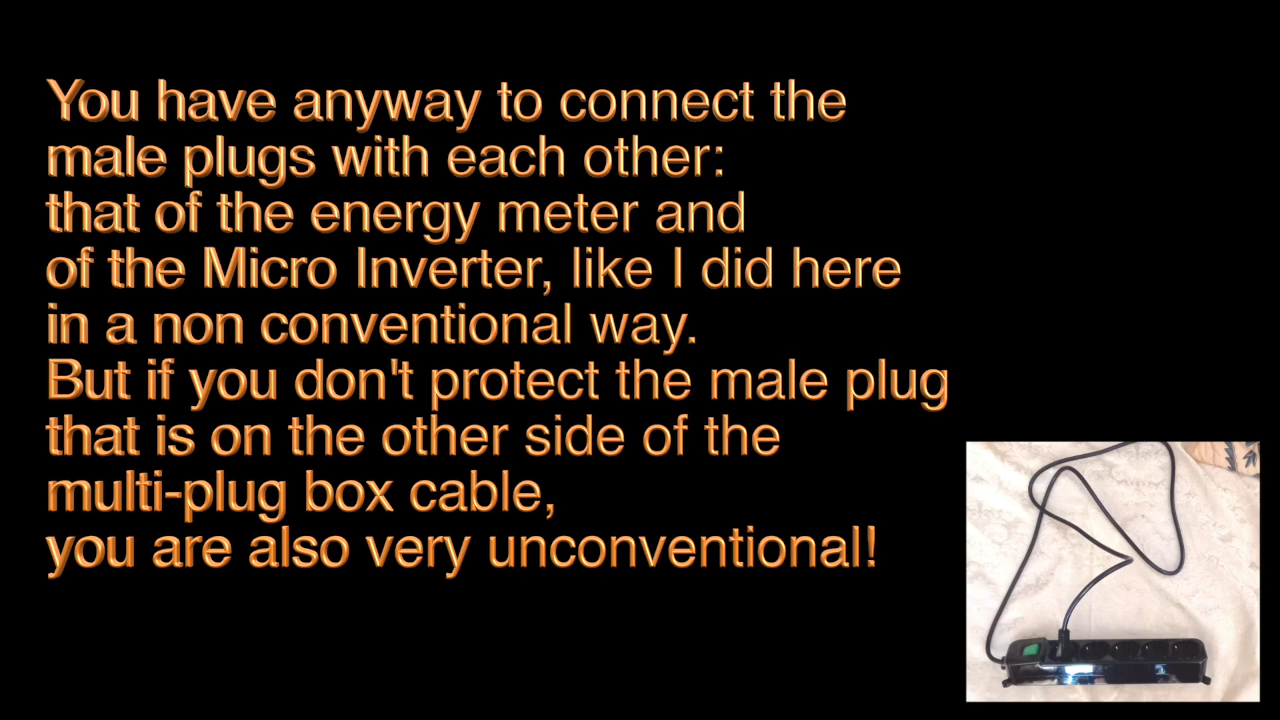 You have anyway to connect the
male plugs with each other:
that of the energy meter and
of the Micro Inverter, like I did here
in a non conventional way.
But if you don't protect the male plug
that is on the other side of the
multi-plug box cable,
you are also very unconventional!